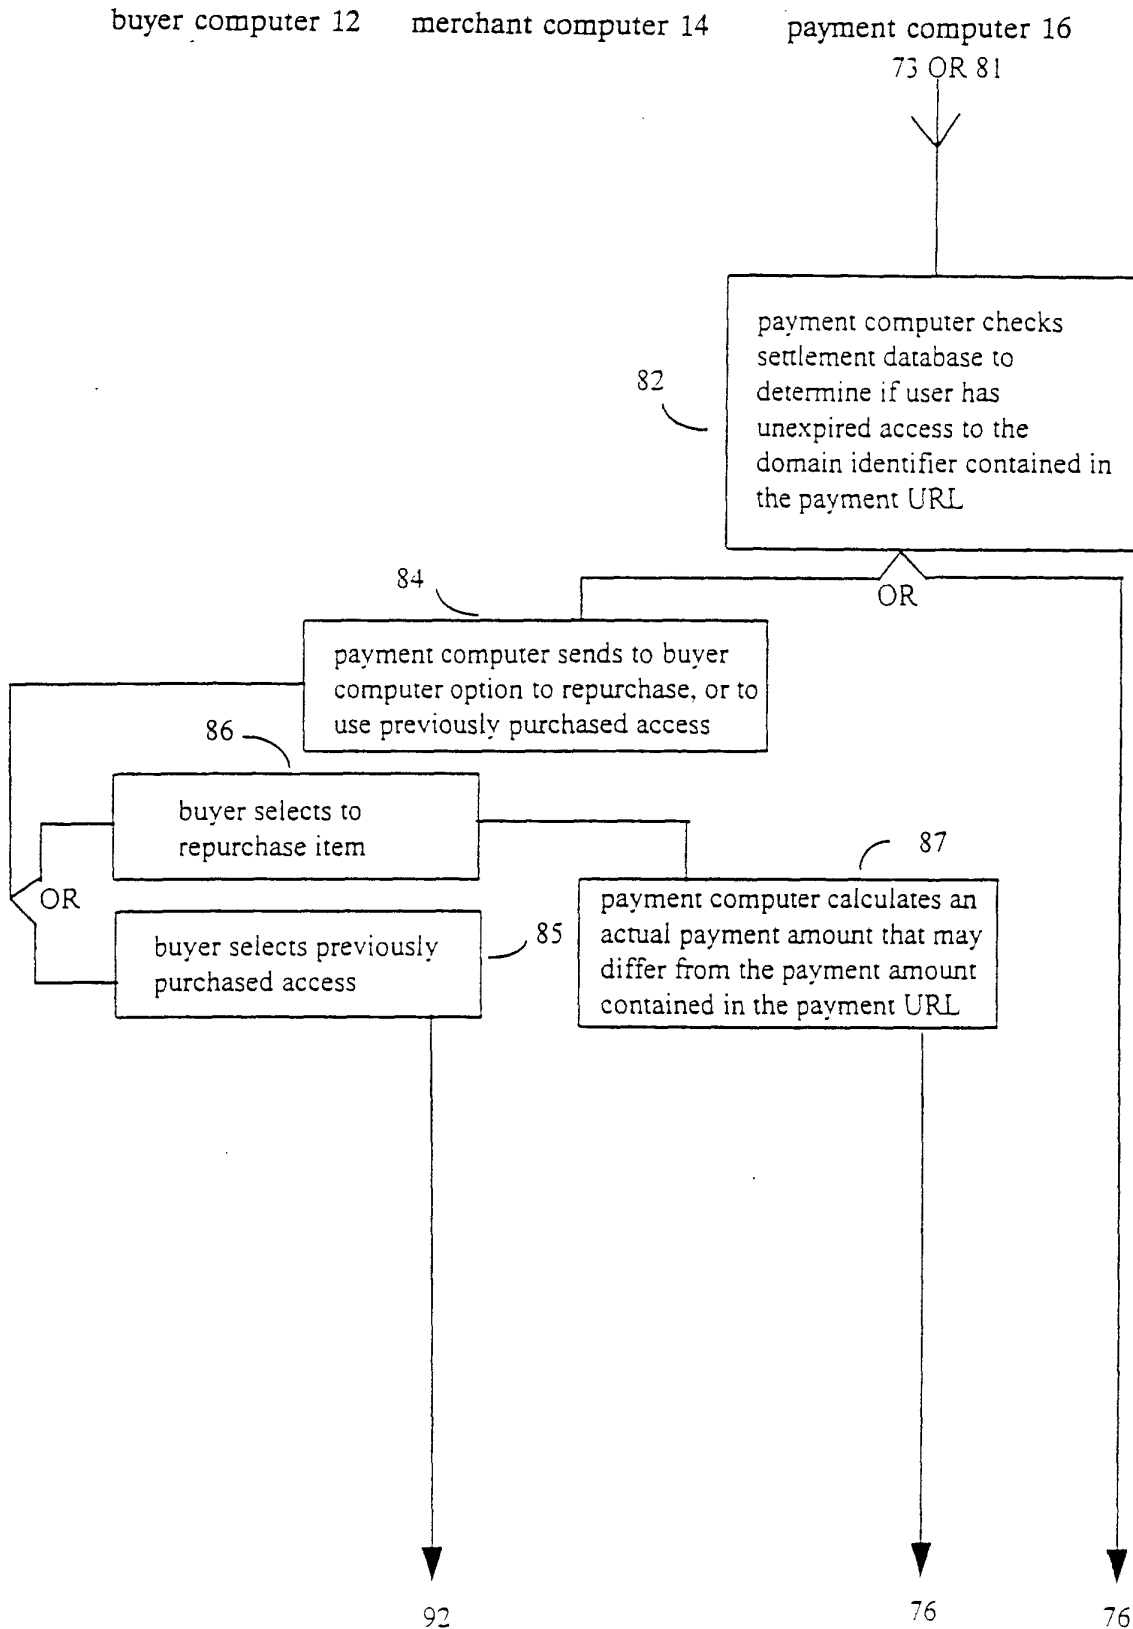 buyer computer 12 merchant computer 14 payment computer 16
73 OR 81
payment computer checks
settlement database to
determine if user has
unexpired access to the
domain identifier contained in
the payment URL
82
OR
84
payment computer sends to buyer
computer option to repurchase, or to
use previously purchased access
86
buyer selects to
repurchase item
OR
87
payment computer calculates an
actual payment amount that may
differ from the payment amount
contained in the payment URL
buyer selects previously
purchased access
85
92 76 76